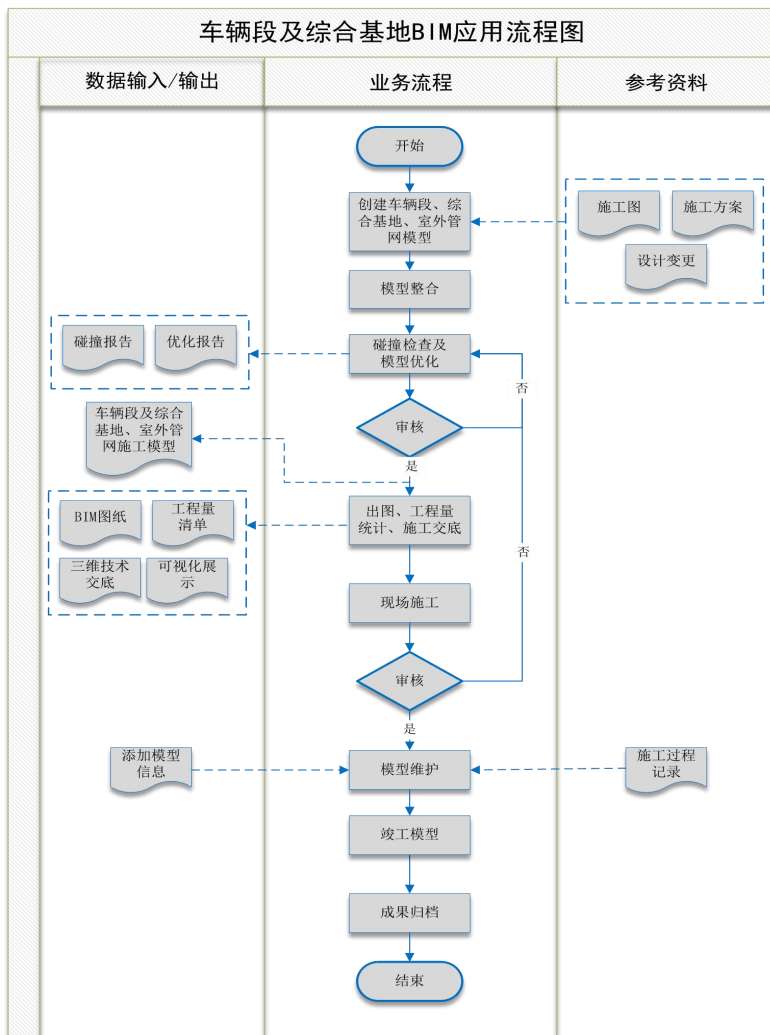 车辆段及综合基地BIM应用流程图
数据输入/输出
业务流程
参考资料
开始
创建车辆段、综
合基地、室外管
网模型
施工图
施工方案
设计变更
模型整合
碰撞报告
优化报告
碰撞检查及
模型优化
否
车辆段及综合
基地、室外管
网施工模型
审核
是
BIM图纸
工程量
清单
三维技术
交底
可视化展
示
出图、工程量
统计、施工交底
否
现场施工
审核
是
添加模型
信息
模型维护
施工过程
记录
竣工模型
成果归档
结束